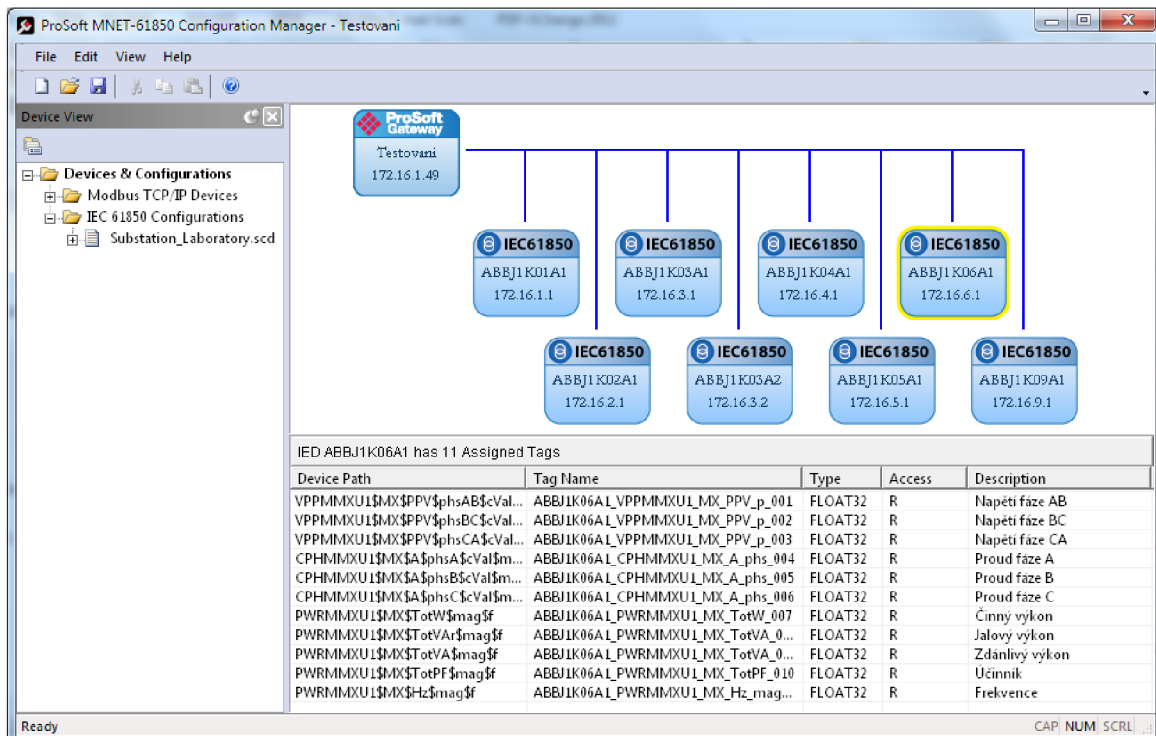 ProSoft MNET-61850 Configuration Manager - Testovani
File Edit View Help
Device View
Devices & Configurations
Modbus TCP/IP Devices
IEC 61850 Configurations
Substation_Laboratory.scd
ProSoft
Gateway
Testovani
172.16.1.49
IEC61850
ABBJ1K01A1
172.16.1.1
IEC61850
ABBJ1K03A1
172.16.3.1
IEC61850
ABBJ1K04A1
172.16.4.1
IEC61850
ABBJ1K06A1
172.16.6.1
IEC61850
ABBJ1K02A1
172.16.2.1
IEC61850
ABBJ1K03A2
172.16.3.2
IEC61850
ABBJ1K05A1
172.16.5.1
IEC61850
ABBJ1K09A1
172.16.9.1
IED ABBJ1K06A1 has 11 Assigned Tags
Device Path Tag Name Type Access Description
VPPMMXU1$MX$PPV$phsAB$cVal... ABBJ1K06A1_VPPMMXU1_MX_PPV_p_001 FLOAT32 R Napětí fáze AB
VPPMMXU1$MX$PPV$phsBC$cVal... ABBJ1K06A1_VPPMMXU1_MX_PPV_p_002 FLOAT32 R Napětí fáze BC
VPPMMXU1$MX$PPV$phsCA$cVal... ABBJ1K06A1_VPPMMXU1_MX_PPV_p_003 FLOAT32 R Napětí fáze CA
CPHMMXU1$MX$A$phsA$cVal$m... ABBJ1K06A1_CPHMMXU1_MX_A_phs_004 FLOAT32 R Proud fáze A
CPHMMXU1$MX$A$phsB$cVal$m... ABBJ1K06A1_CPHMMXU1_MX_A_phs_005 FLOAT32 R Proud fáze B
CPHMMXU1$MX$A$phsC$cVal$m... ABBJ1K06A1_CPHMMXU1_MX_A_phs_006 FLOAT32 R Proud fáze C
PWRMMXU1$MX$TotW$mag$f ABBJ1K06A1_PWRMMXU1_MX_TotW_007 FLOAT32 R Činný výkon
PWRMMXU1$MX$TotVAr$mag$f ABBJ1K06A1_PWRMMXU1_MX_TotVA_0... FLOAT32 R Jalový výkon
PWRMMXU1$MX$TotVA$mag$f ABBJ1K06A1_PWRMMXU1_MX_TotVA_0... FLOAT32 R Zdánlivý výkon
PWRMMXU1$MX$TotPF$mag$f ABBJ1K06A1_PWRMMXU1_MX_TotPF_010 FLOAT32 R Účinník
PWRMMXU1$MX$Hz$mag$f ABBJ1K06A1_PWRMMXU1_MX_Hz_mag... FLOAT32 R Frekvence
Ready CAP NUM SCRL